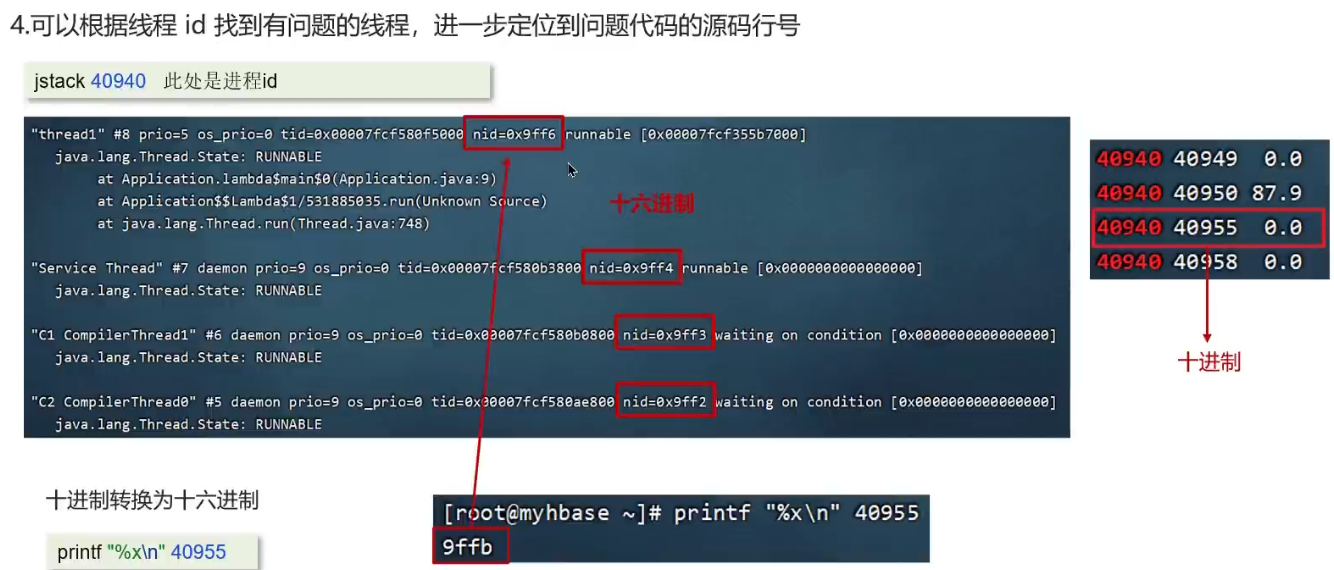 4.可以根据线程 id 找到有问题的线程，进一步定位到问题代码的源码行号
jstack 40940 此处是进程id
"thread1" #8 prio=5 os_prio=0 tid=0x00007fcf580f5000 nid=0x9ff6 runnable [0x00007fcf355b7000]
java.lang.Thread.State: RUNNABLE
at Application.lambda$main$0(Application.java:9)
at Application$$Lambda$1/531885035.run(Unknown Source)
at java.lang.Thread.run(Thread.java:748)
十六进制
"Service Thread" #7 daemon prio=9 os_prio=0 tid=0x00007fcf580b3800 nid=0x9ff4 runnable [0x0000000000000000]
java.lang.Thread.State: RUNNABLE
"C1 CompilerThread1" #6 daemon prio=9 os_prio=0 tid=0x00007fcf580b0800 nid=0x9ff3 waiting on condition [0x0000000000000000]
java.lang.Thread.State: RUNNABLE
"C2 CompilerThread0" #5 daemon prio=9 os_prio=0 tid=0x00007fcf580ae800 nid=0x9ff2 waiting on condition [0x0000000000000000]
java.lang.Thread.State: RUNNABLE
40940 40949 0.0
40940 40950 87.9
40940 40955 0.0
40940 40958 0.0
十进制
十进制转换为十六进制
printf "%x\n" 40955
[root@myhbase ~]# printf "%x\n" 40955
9ffb